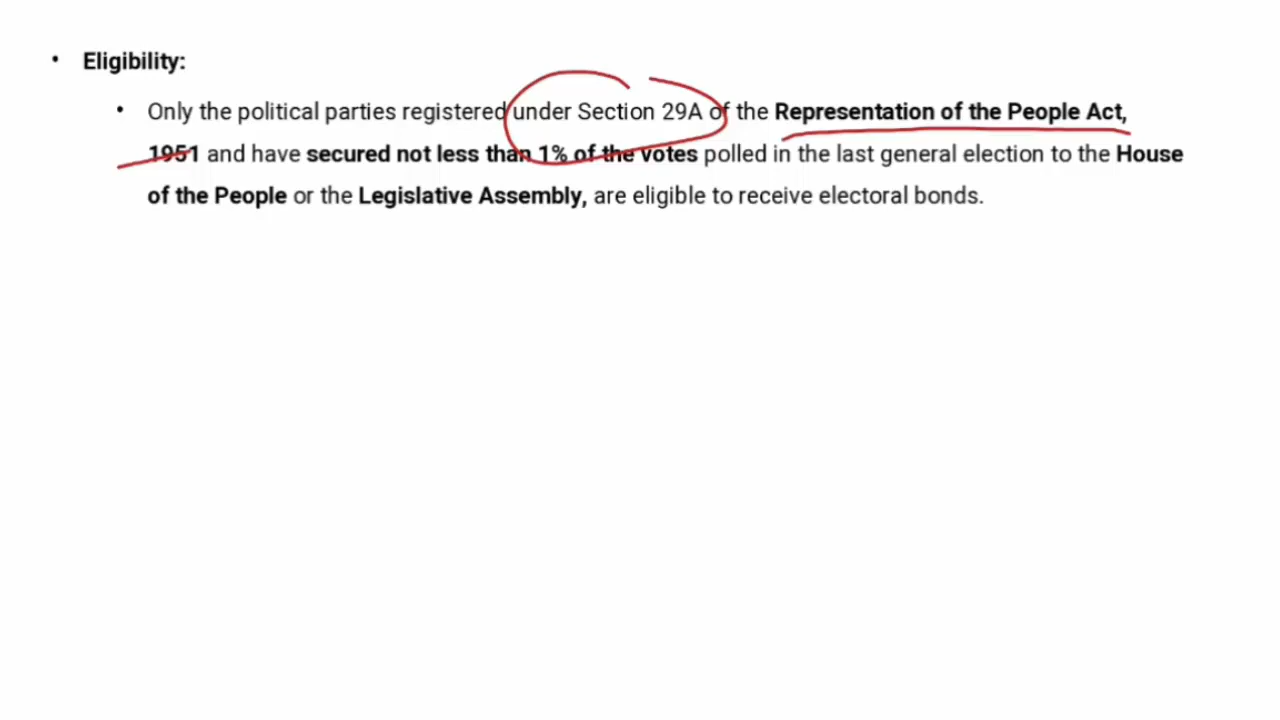 • Eligibility:
• Only the political parties registered under Section 29A of the Representation of the People Act,
1951 and have secured not less than 1% of the votes polled in the last general election to the House
of the People or the Legislative Assembly, are eligible to receive electoral bonds.